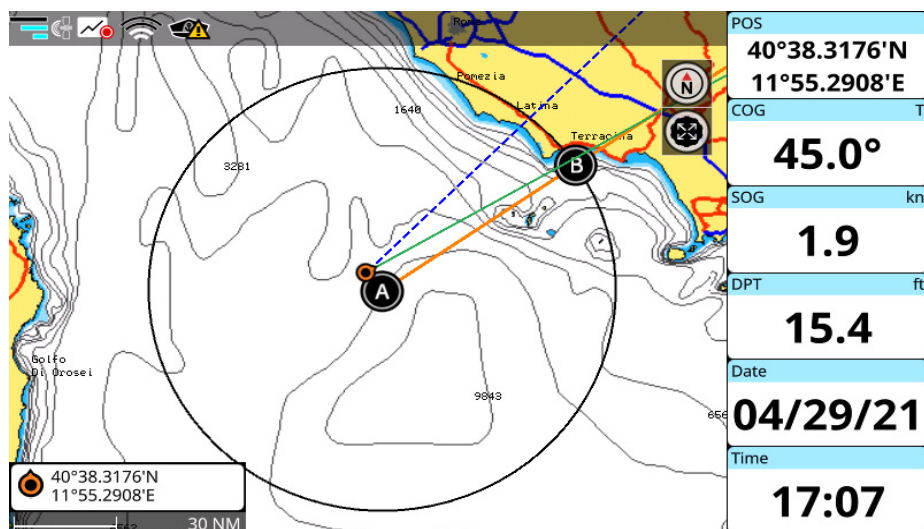 Roma
Pomezia
Latina
Terracina
1640
3281
N
B
A
9843
Golfo
Di Orosei
40°38.3176'N
11°55.2908'E
30 NM
POS
40°38.3176'N
11°55.2908'E
COG T
45.0°
SOG kn
1.9
DPT ft
15.4
Date
04/29/21
Time
17:07